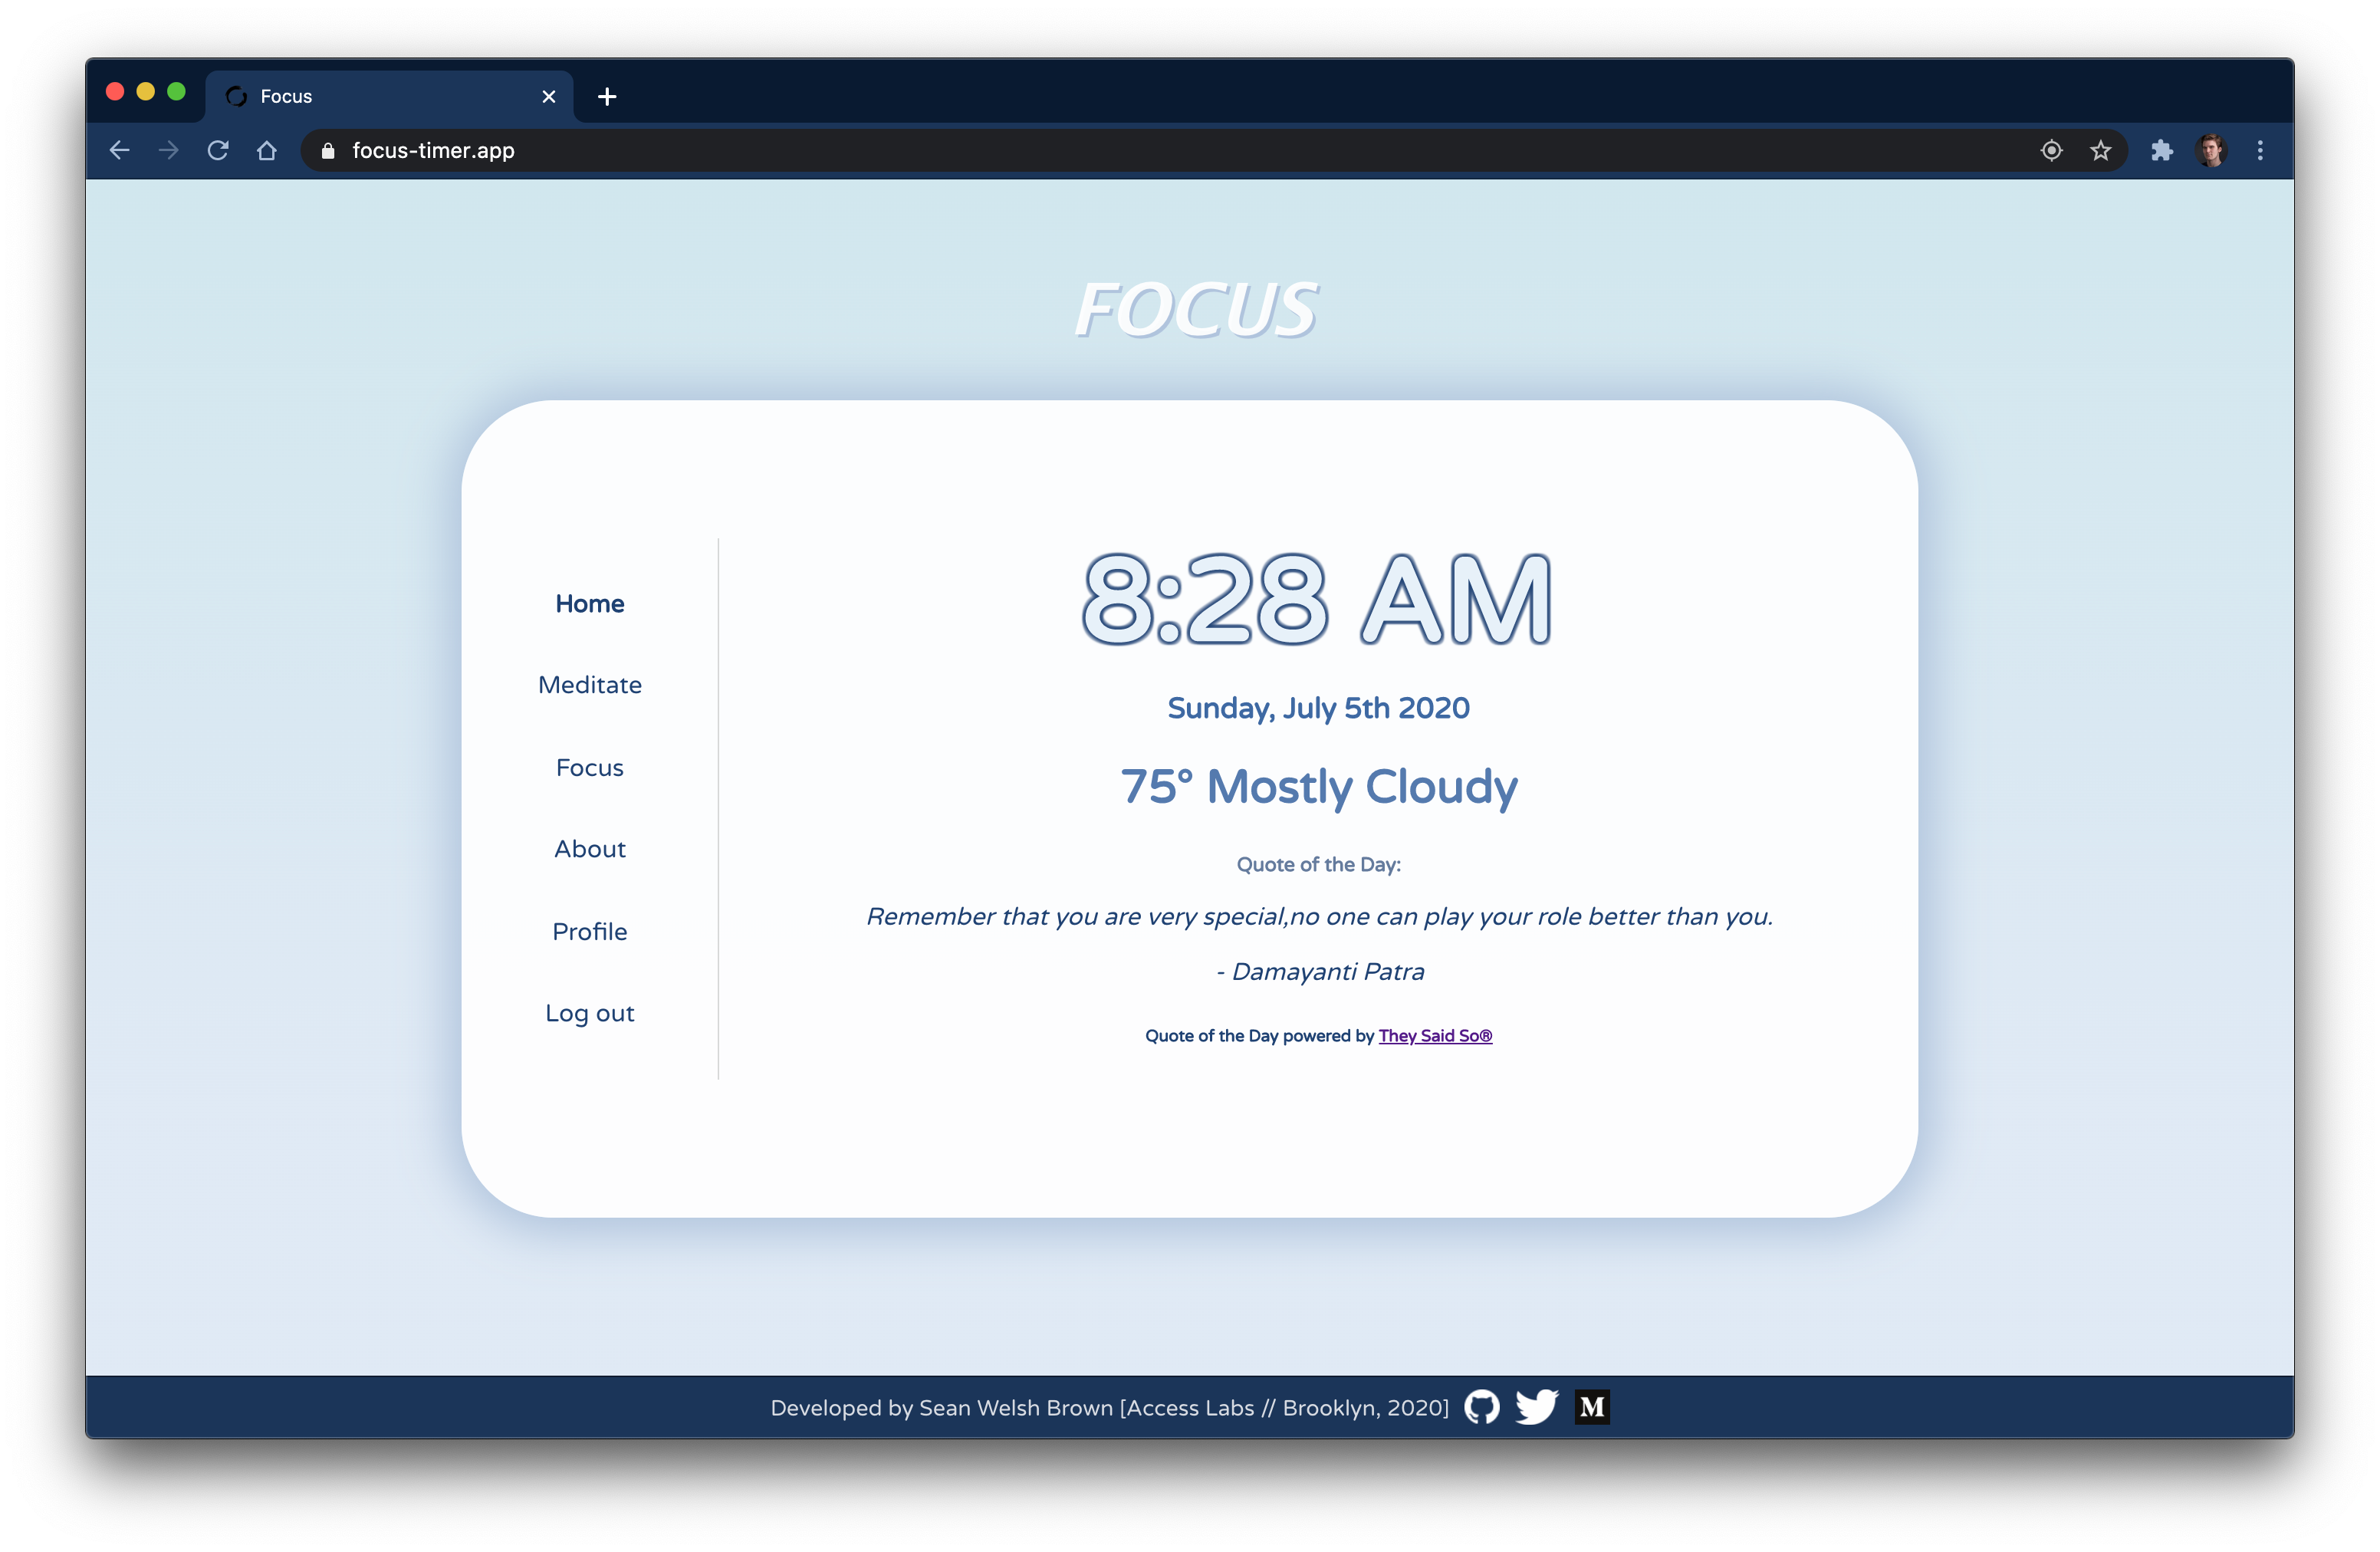 Focus
focus-timer.app
FOCUS
Home
Meditate
Focus
About
Profile
Log out
8:28 AM
Sunday, July 5th 2020
75° Mostly Cloudy
Quote of the Day:
Remember that you are very special,no one can play your role better than you.
- Damayanti Patra
Quote of the Day powered by They Said So®
Developed by Sean Welsh Brown [Access Labs // Brooklyn, 2020]
M